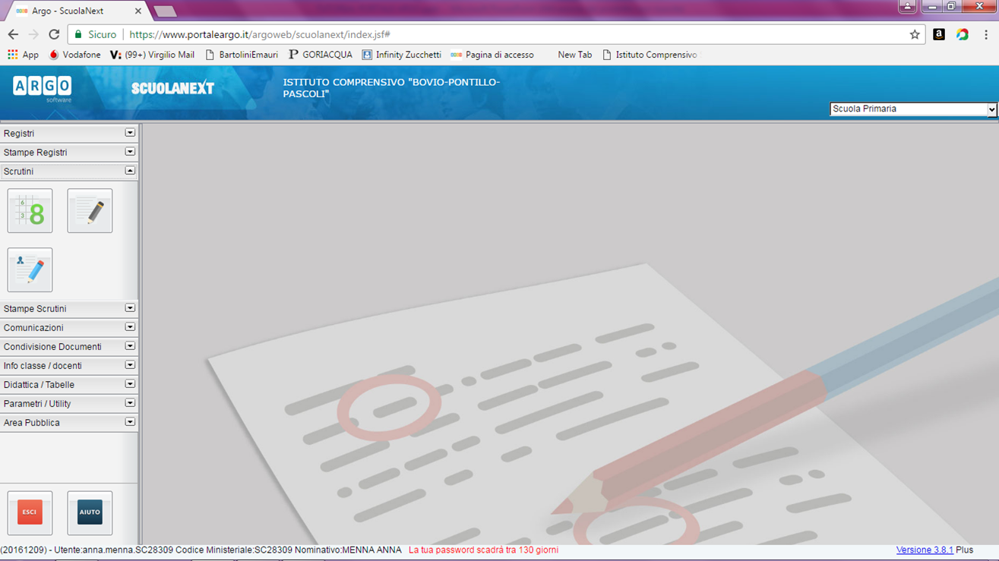 Argo - ScuolaNext
Sicuro https://www.portaleargo.it/argoweb/scuolanext/index.jsf#
App Vodafone (99+) Virgilio Mail BartoliniEmauri GORIACQUA Infinity Zucchetti Pagina di accesso New Tab Istituto Comprensivo
ARGO
software
SCUOLANEXT
ISTITUTO COMPRENSIVO "BOVIO-PONTILLO-
PASCOLI"
Scuola Primaria
Registri
Stampe Registri
Scrutini
6
3
8
Stampe Scrutini
Comunicazioni
Condivisione Documenti
Info classe / docenti
Didattica / Tabelle
Parametri / Utility
Area Pubblica
ESCI AIUTO
(20161209) - Utente:anna.menna.SC28309 Codice Ministeriale:SC28309 Nominativo:MENNA ANNA La tua password scadrá tra 130 giorni Versione 3.8.1 Plus